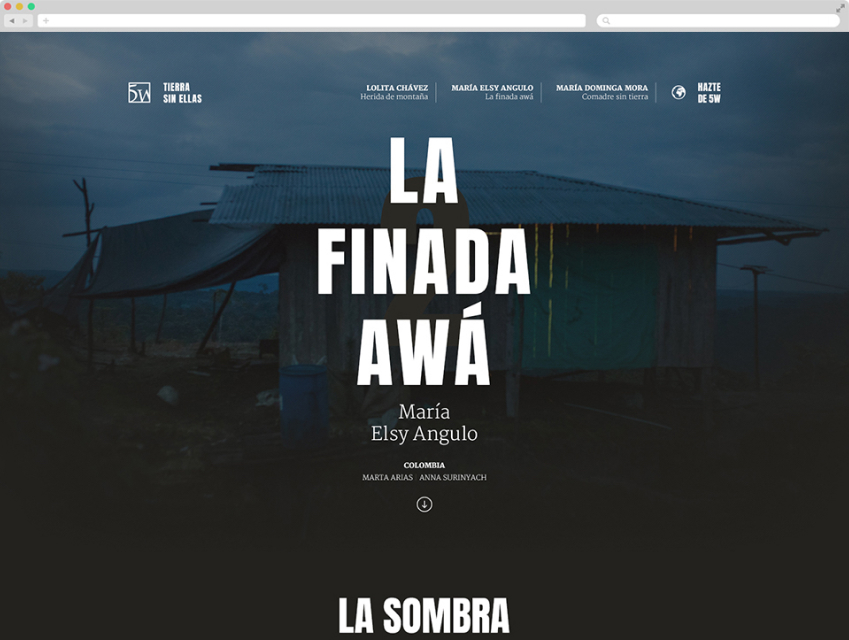 5W
TIERRA
SIN ELLAS
LOLITA CHÁVEZ
Herida de montaña
MARÍA ELSY ANGULO
La finada awá
MARÍA DOMINGA MORA
Comadre sin tierra
HAZTE
DE 5W
2
LA
FINADA
AWÁ
María
Elsy Angulo
COLOMBIA
MARTA ARIAS | ANNA SURINYACH
LA SOMBRA